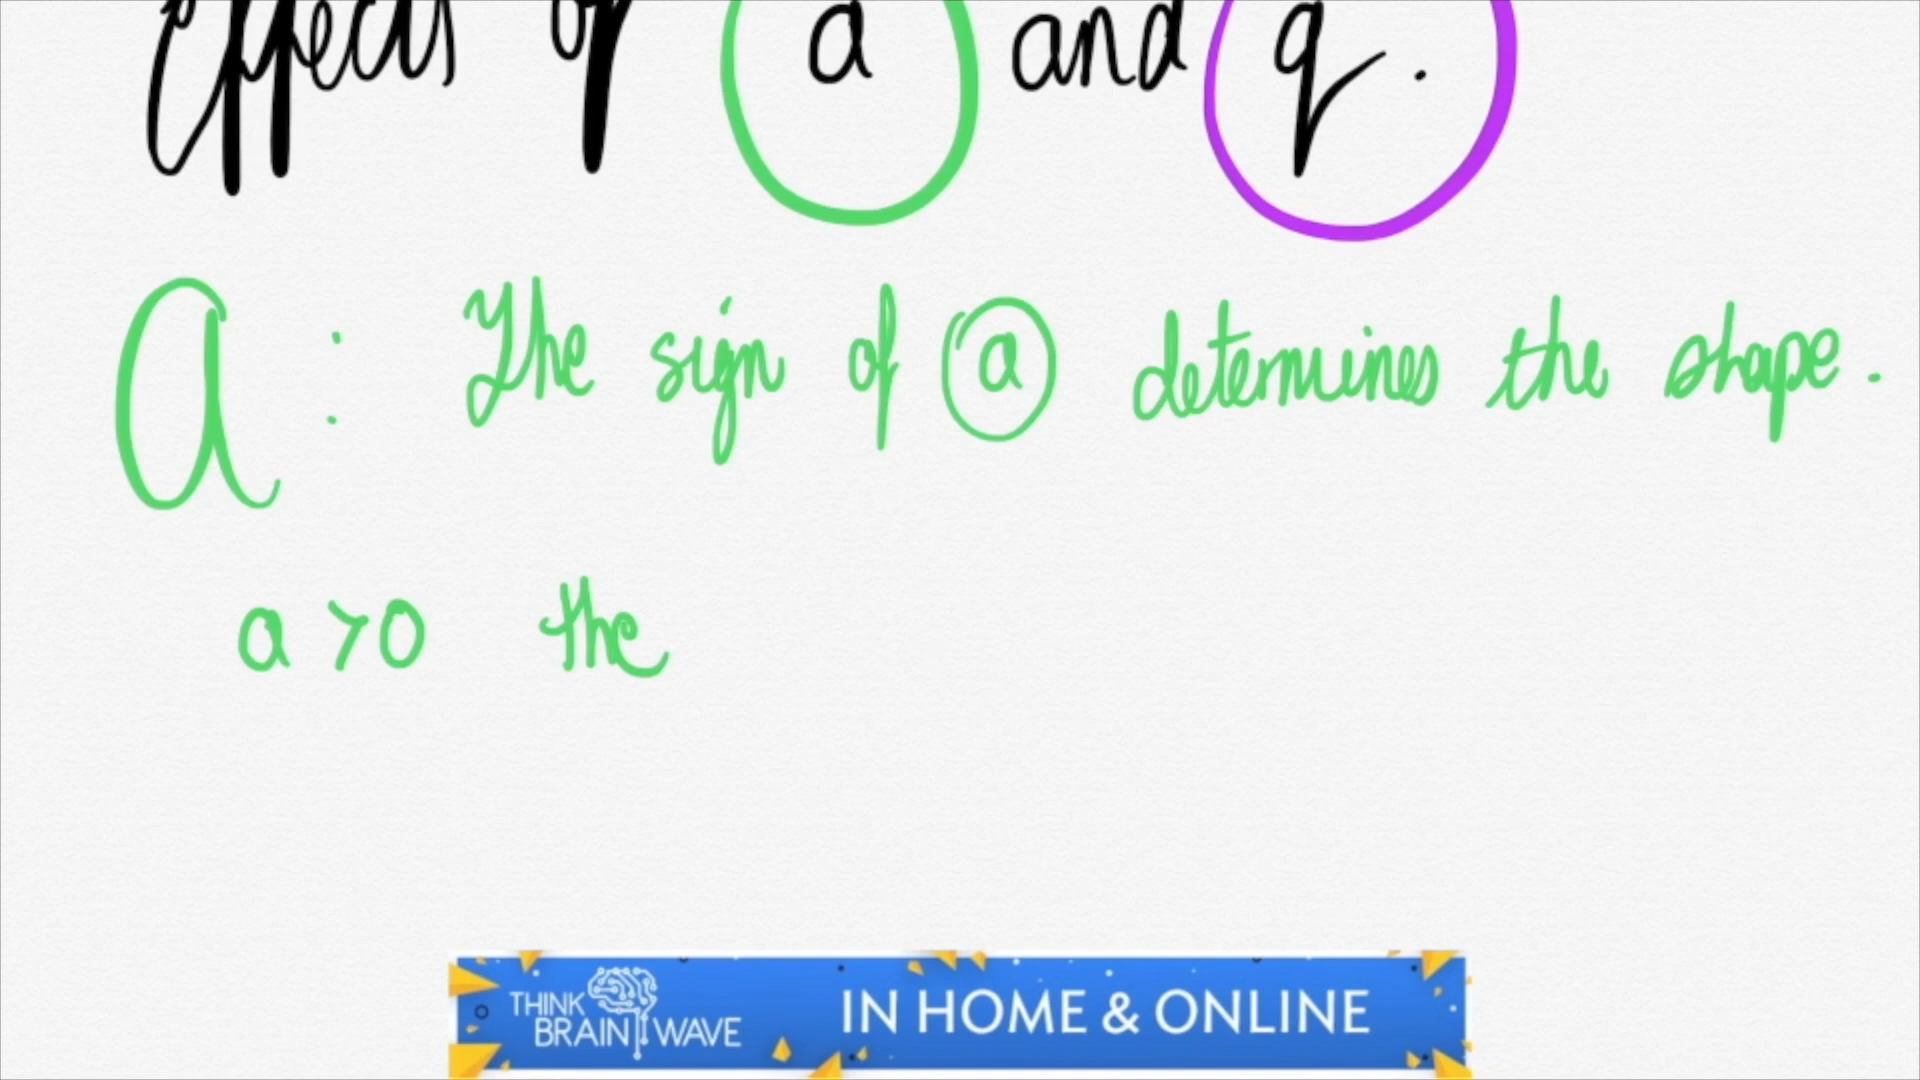 Effects of a and q.
a : The sign of a determines the shape.
a > 0 the
THINK BRAIN WAVE
IN HOME & ONLINE